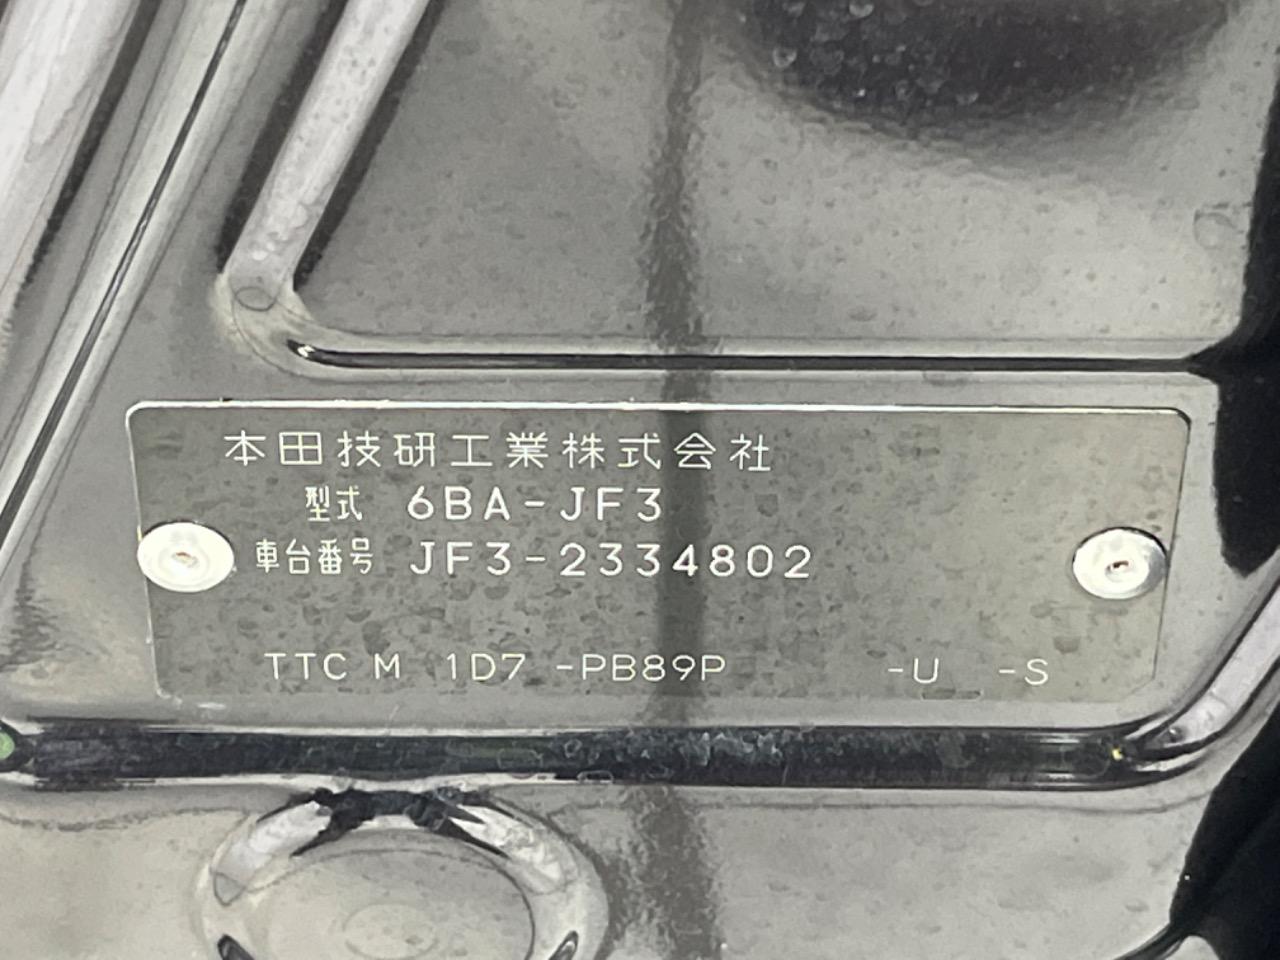 本田技研工業株式会社
型式 6BA-JF3
車台番号 JF3-2334802
TTC M 1D7 -PB89P -U -S